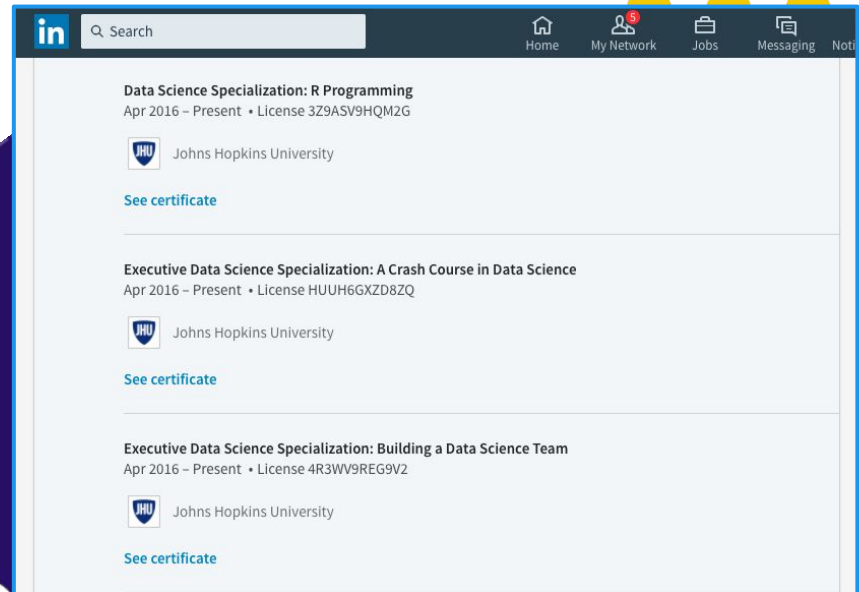 in Search 5
Home My Network Jobs Messaging Noti
Data Science Specialization: R Programming
Apr 2016 – Present • License 3Z9ASV9HQM2G
JHU Johns Hopkins University
See certificate
Executive Data Science Specialization: A Crash Course in Data Science
Apr 2016 – Present • License HUUH6GXZD8ZQ
JHU Johns Hopkins University
See certificate
Executive Data Science Specialization: Building a Data Science Team
Apr 2016 – Present • License 4R3WV9REG9V2
JHU Johns Hopkins University
See certificate